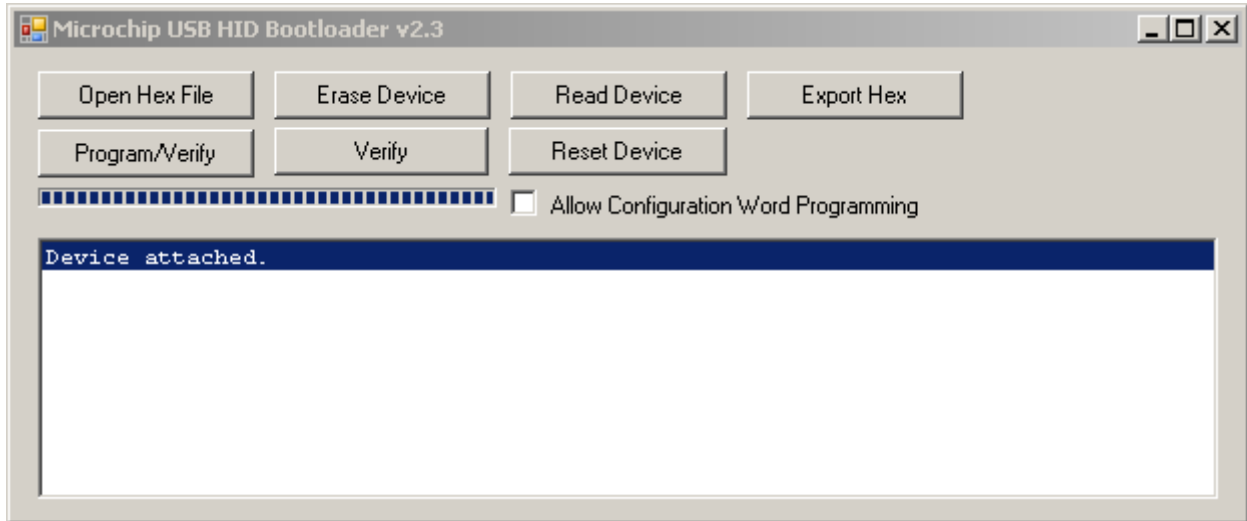 Microchip USB HID Bootloader v2.3
Open Hex File Erase Device Read Device Export Hex
Program/Verify Verify Reset Device
Allow Configuration Word Programming
Device attached.